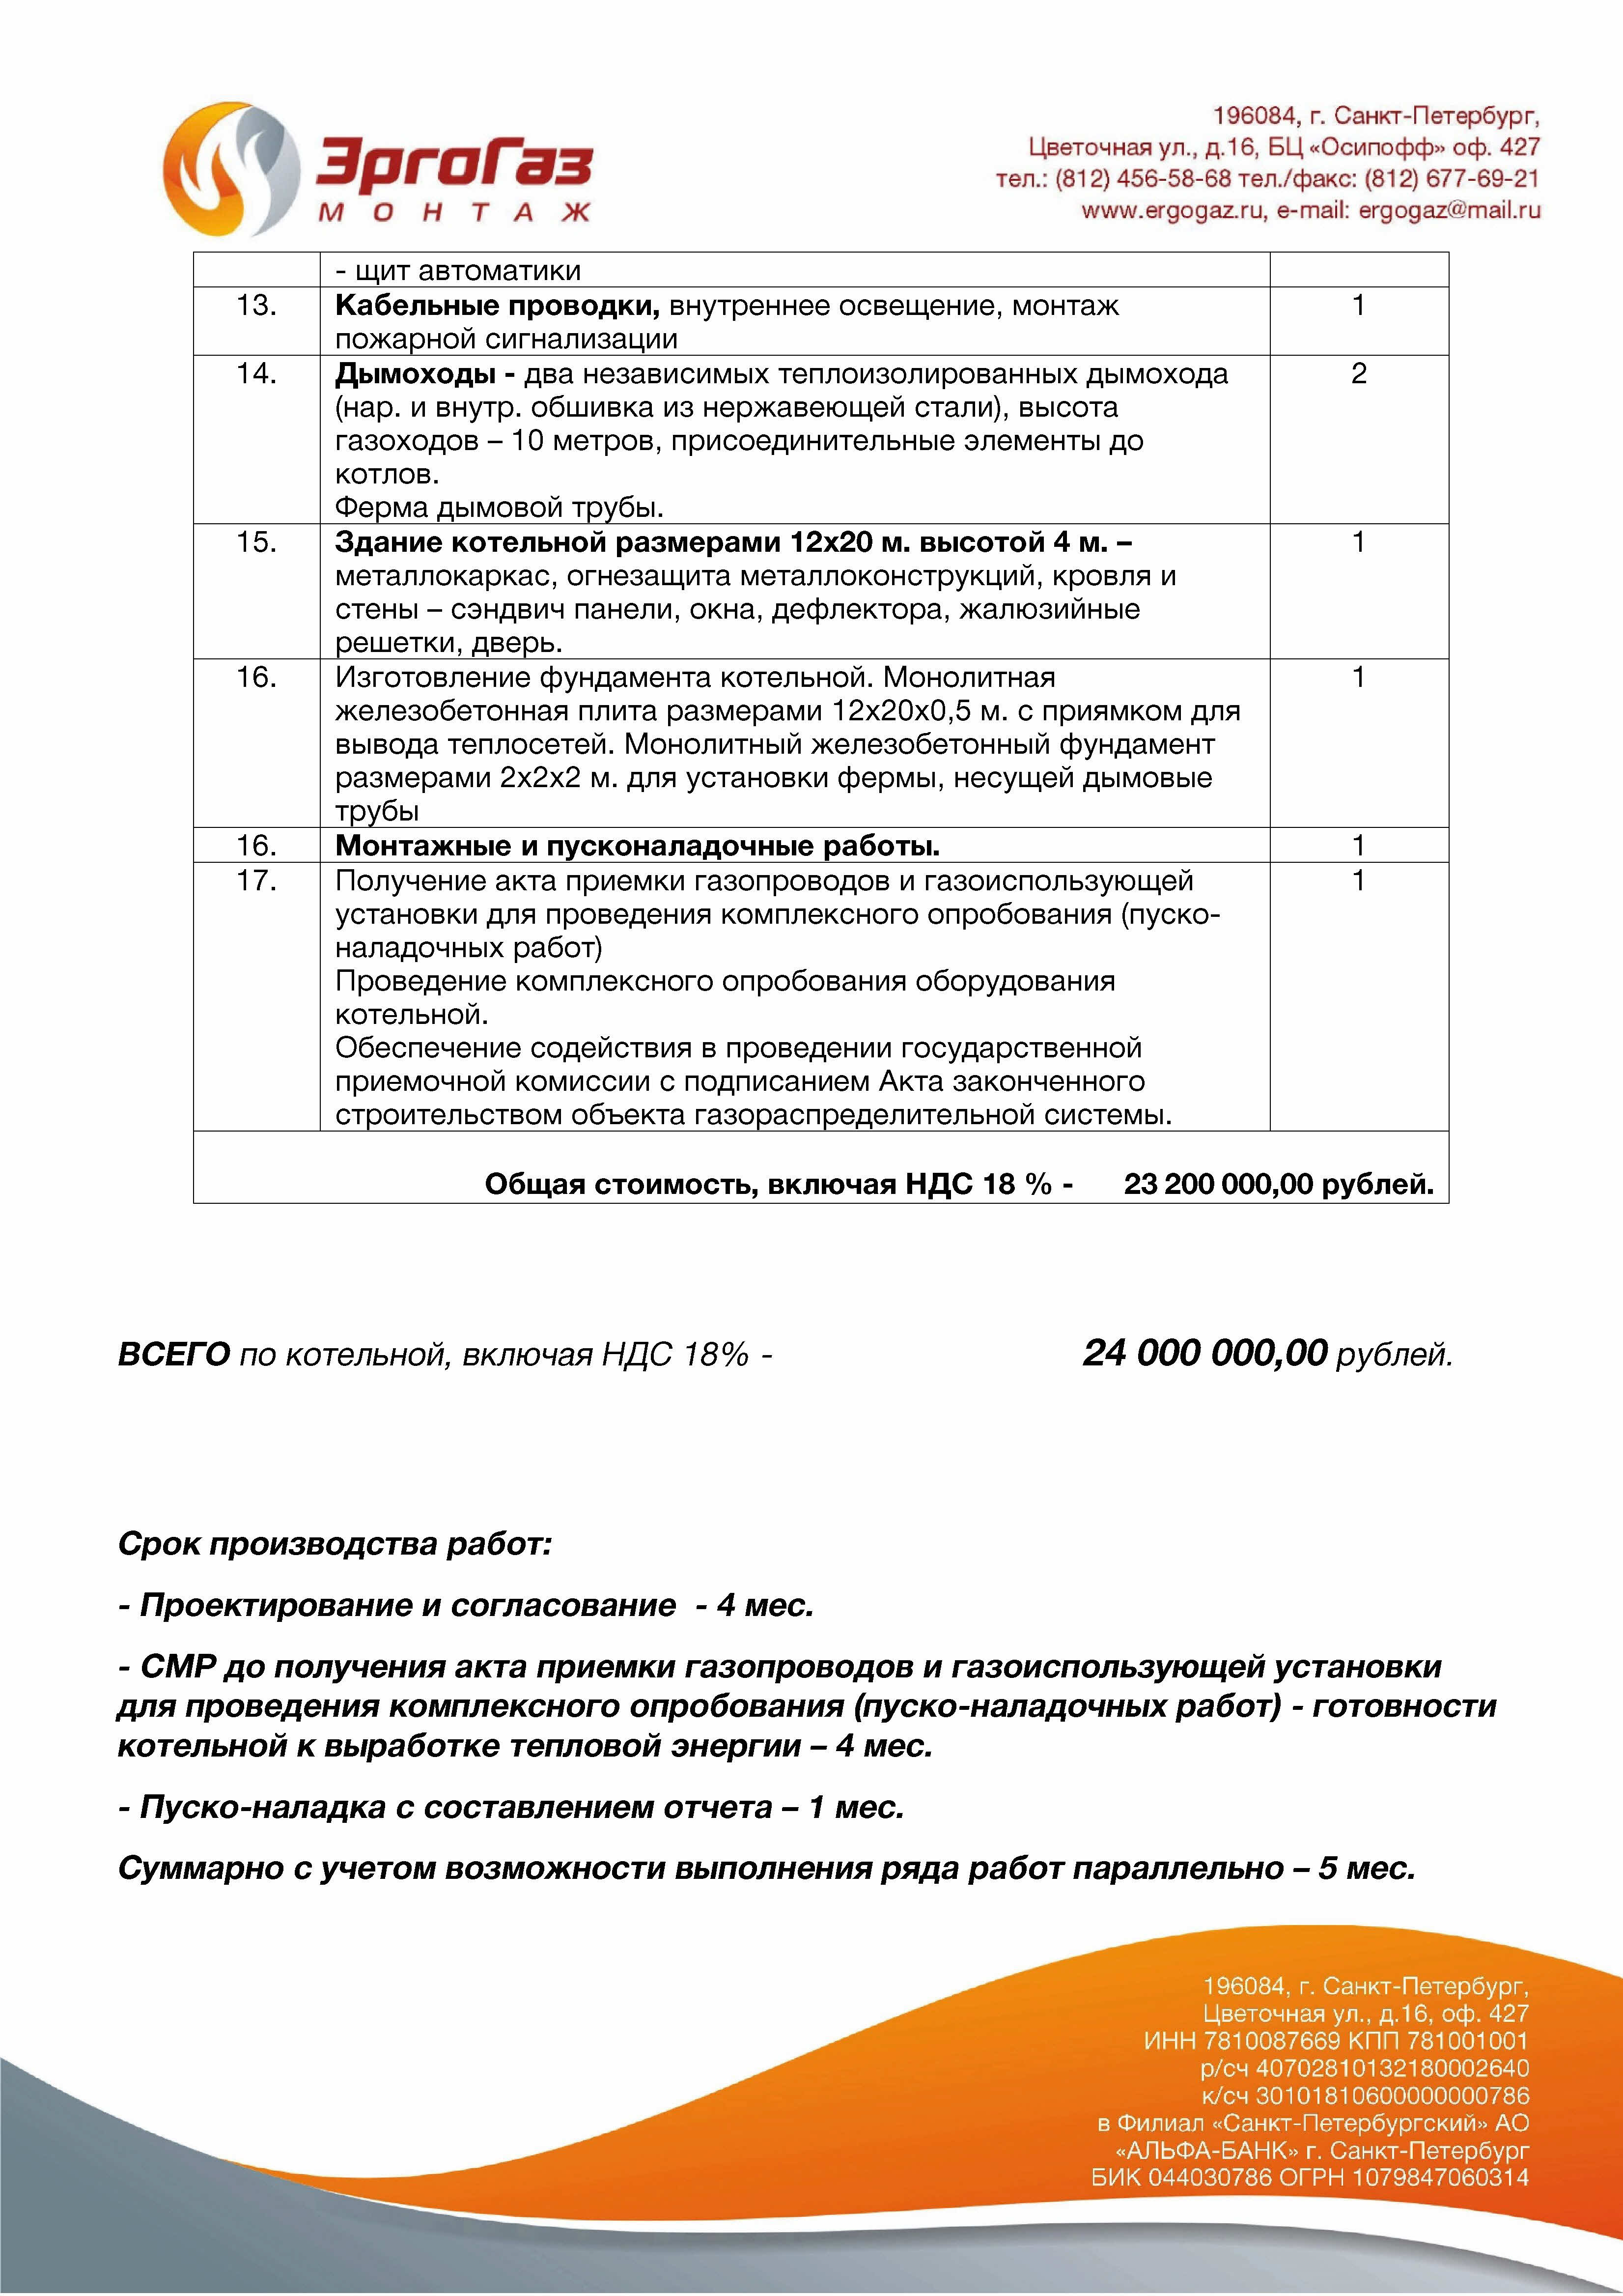 ЭргоГаз
МОНТАЖ
196084, г. Санкт-Петербург,
Цветочная ул., д.16, БЦ «Осипофф» оф. 427
тел.: (812) 456-58-68 тел./факс: (812) 677-69-21
www.ergogaz.ru, e-mail: ergogaz@mail.ru
- щит автоматики
13. Кабельные проводки, внутреннее освещение, монтаж 1
пожарной сигнализации
14. Дымоходы - два независимых теплоизолированных дымохода 2
(нар. и внутр. обшивка из нержавеющей стали), высота
газоходов – 10 метров, присоединительные элементы до
котлов.
Ферма дымовой трубы.
15. Здание котельной размерами 12х20 м. высотой 4 м. – 1
металлокаркас, огнезащита металлоконструкций, кровля и
стены – сэндвич панели, окна, дефлектора, жалюзийные
решетки, дверь.
16. Изготовление фундамента котельной. Монолитная 1
железобетонная плита размерами 12х20х0,5 м. с приямком для
вывода теплосетей. Монолитный железобетонный фундамент
размерами 2х2х2 м. для установки фермы, несущей дымовые
трубы
16. Монтажные и пусконаладочные работы. 1
17. Получение акта приемки газопроводов и газоиспользующей 1
установки для проведения комплексного опробования (пуско-
наладочных работ)
Проведение комплексного опробования оборудования
котельной.
Обеспечение содействия в проведении государственной
приемочной комиссии с подписанием Акта законченного
строительством объекта газораспределительной системы.
Общая стоимость, включая НДС 18 % - 23 200 000,00 рублей.
ВСЕГО по котельной, включая НДС 18% - 24 000 000,00 рублей.
Срок производства работ:
- Проектирование и согласование - 4 мес.
- СМР до получения акта приемки газопроводов и газоиспользующей установки
для проведения комплексного опробования (пуско-наладочных работ) - готовности
котельной к выработке тепловой энергии – 4 мес.
- Пуско-наладка с составлением отчета – 1 мес.
Суммарно с учетом возможности выполнения ряда работ параллельно – 5 мес.
196084, г. Санкт-Петербург,
Цветочная ул., д.16, оф. 427
ИНН 7810087669 КПП 781001001
р/сч 40702810132180002640
к/сч 30101810600000000786
в Филиал «Санкт-Петербургский» АО
«АЛЬФА-БАНК» г. Санкт-Петербург
БИК 044030786 ОГРН 1079847060314